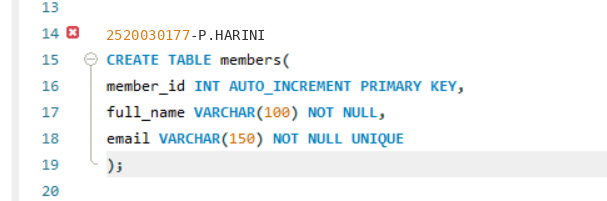 13
14 2520030177-P.HARINI
15 CREATE TABLE members(
16 member_id INT AUTO_INCREMENT PRIMARY KEY,
17 full_name VARCHAR(100) NOT NULL,
18 email VARCHAR(150) NOT NULL UNIQUE
19 );
20